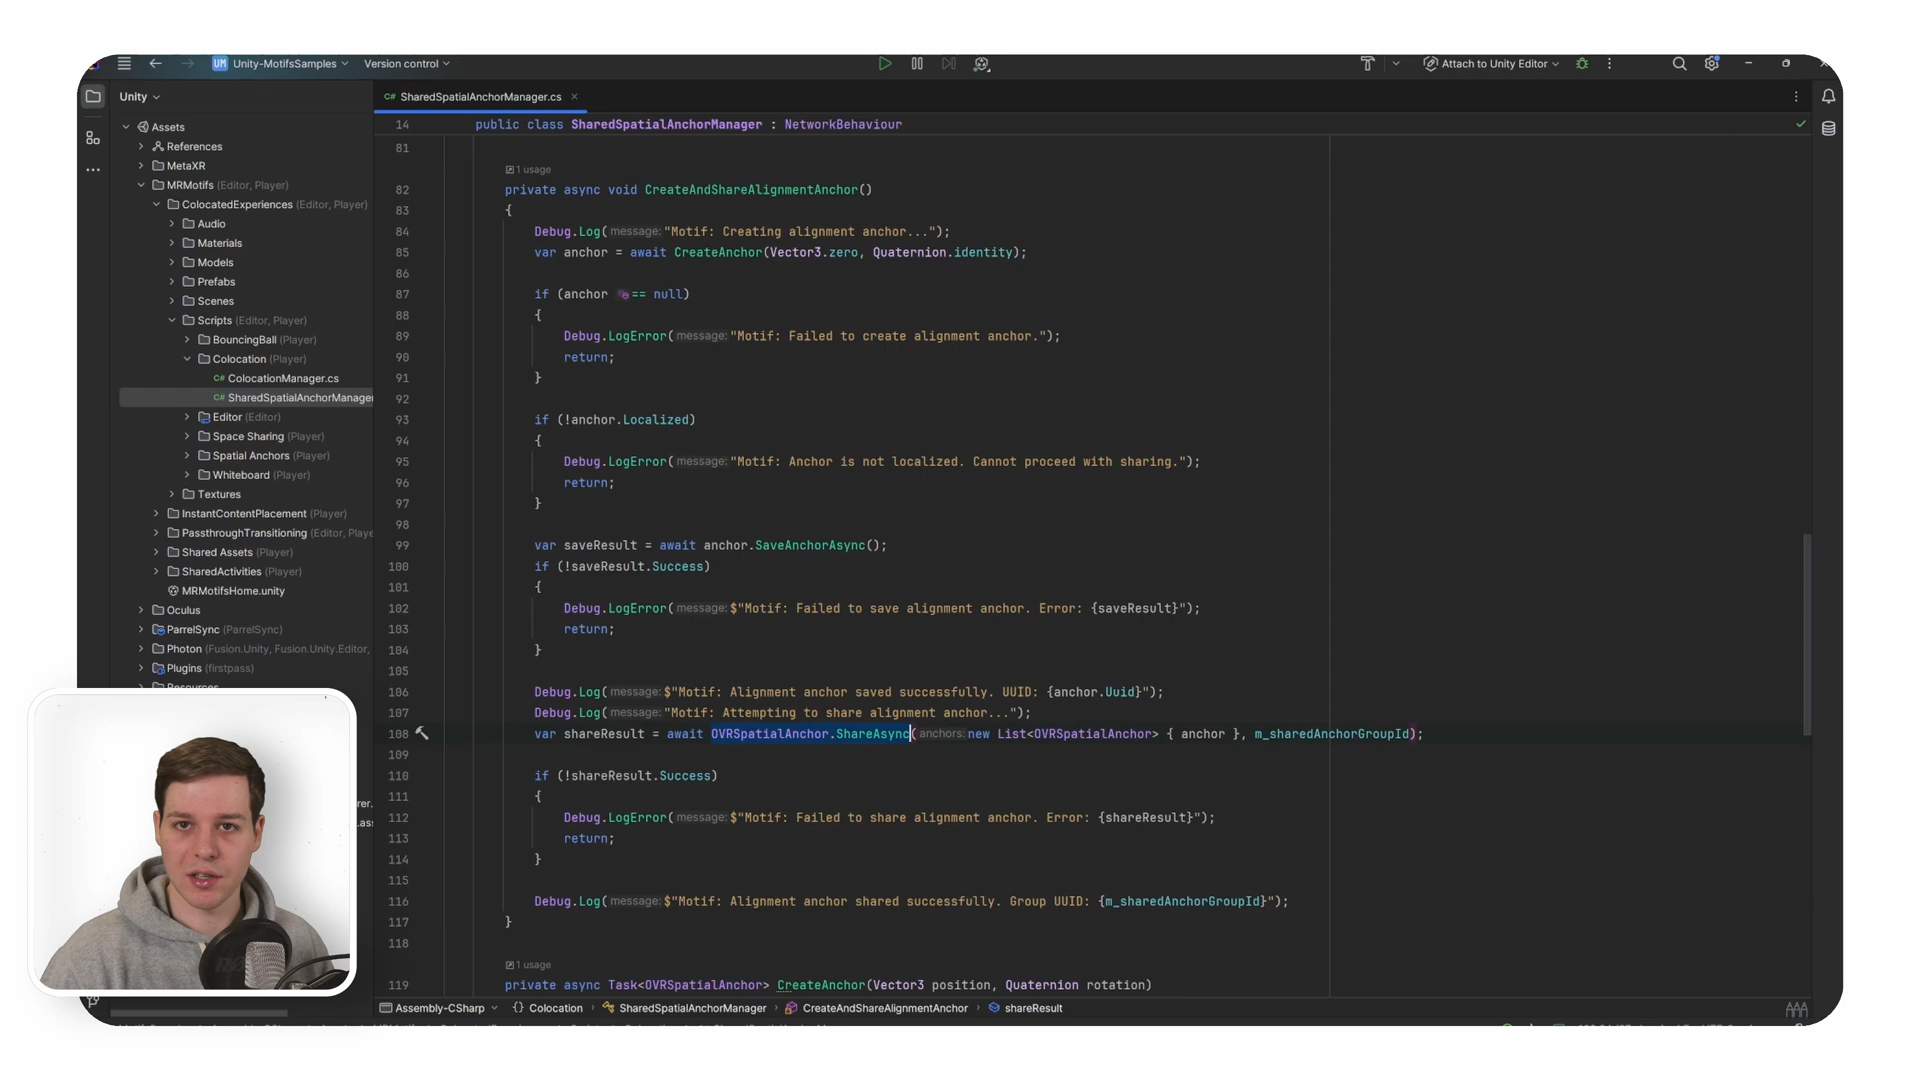 UM Unity-MotifsSamples Version control Attach to Unity Editor
Unity
Assets
References
MetaXR
MRMotifs (Editor, Player)
ColocatedExperiences (Editor, Player)
Audio
Materials
Models
Prefabs
Scenes
Scripts (Editor, Player)
BouncingBall (Player)
Colocation (Player)
C# ColocationManager.cs
C# SharedSpatialAnchorManager
Editor (Editor)
Space Sharing (Player)
Spatial Anchors (Player)
Whiteboard (Player)
Textures
InstantContentPlacement (Player)
PassthroughTransitioning (Editor, Playe
Shared Assets (Player)
SharedActivities (Player)
MRMotifsHome.unity
Oculus
ParrelSync (ParrelSync)
Photon (Fusion.Unity, Fusion.Unity.Editor,
Plugins (firstpass)
rer.
.ass
C# SharedSpatialAnchorManager.cs
14 public class SharedSpatialAnchorManager : NetworkBehaviour
81
1 usage
82 private async void CreateAndShareAlignmentAnchor()
83 {
84 Debug.Log(message:"Motif: Creating alignment anchor...");
85 var anchor = await CreateAnchor(Vector3.zero, Quaternion.identity);
86
87 if (anchor == null)
88 {
89 Debug.LogError(message:"Motif: Failed to create alignment anchor.");
90 return;
91 }
92
93 if (!anchor.Localized)
94 {
95 Debug.LogError(message:"Motif: Anchor is not localized. Cannot proceed with sharing.");
96 return;
97 }
98
99 var saveResult = await anchor.SaveAnchorAsync();
100 if (!saveResult.Success)
101 {
102 Debug.LogError(message:$"Motif: Failed to save alignment anchor. Error: {saveResult}");
103 return;
104 }
105
106 Debug.Log(message:$"Motif: Alignment anchor saved successfully. UUID: {anchor.Uuid}");
107 Debug.Log(message:"Motif: Attempting to share alignment anchor...");
108 var shareResult = await OVRSpatialAnchor.ShareAsync(anchors:new List<OVRSpatialAnchor> { anchor }, m_sharedAnchorGroupId);
109
110 if (!shareResult.Success)
111 {
112 Debug.LogError(message:$"Motif: Failed to share alignment anchor. Error: {shareResult}");
113 return;
114 }
115
116 Debug.Log(message:$"Motif: Alignment anchor shared successfully. Group UUID: {m_sharedAnchorGroupId}");
117 }
118
1 usage
119 private async Task<OVRSpatialAnchor> CreateAnchor(Vector3 position, Quaternion rotation)
Assembly-CSharp {} Colocation SharedSpatialAnchorManager CreateAndShareAlignmentAnchor shareResult